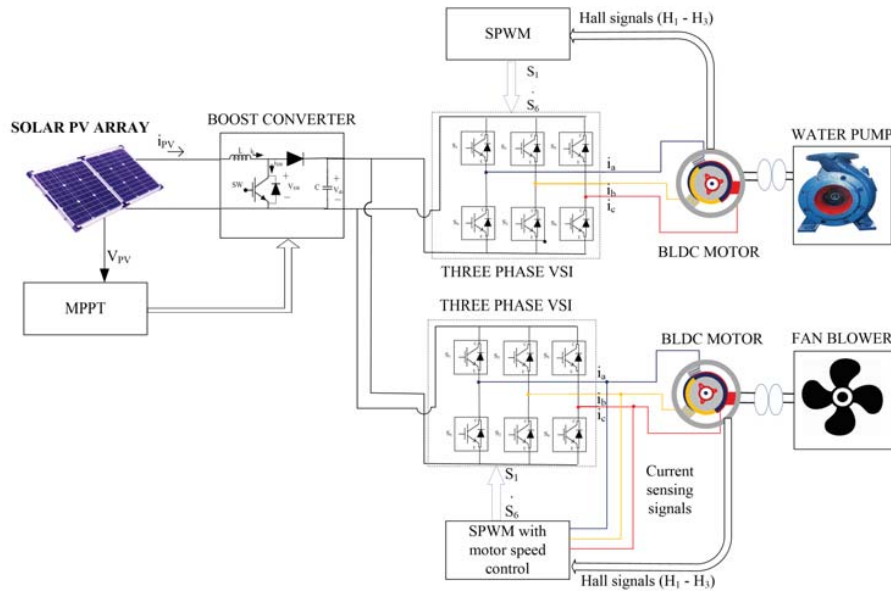 Hall signals (H1 - H3)
SPWM
S1
.
S6
BOOST CONVERTER
SOLAR PV ARRAY
iPV
L
SW
C
WATER PUMP
ia
ib
ic
BLDC MOTOR
THREE PHASE VSI
VPV
MPPT
THREE PHASE VSI
BLDC MOTOR
FAN BLOWER
ia
ib
ic
S1
.
S6
Current
sensing
signals
SPWM with
motor speed
control
Hall signals (H1 - H3)